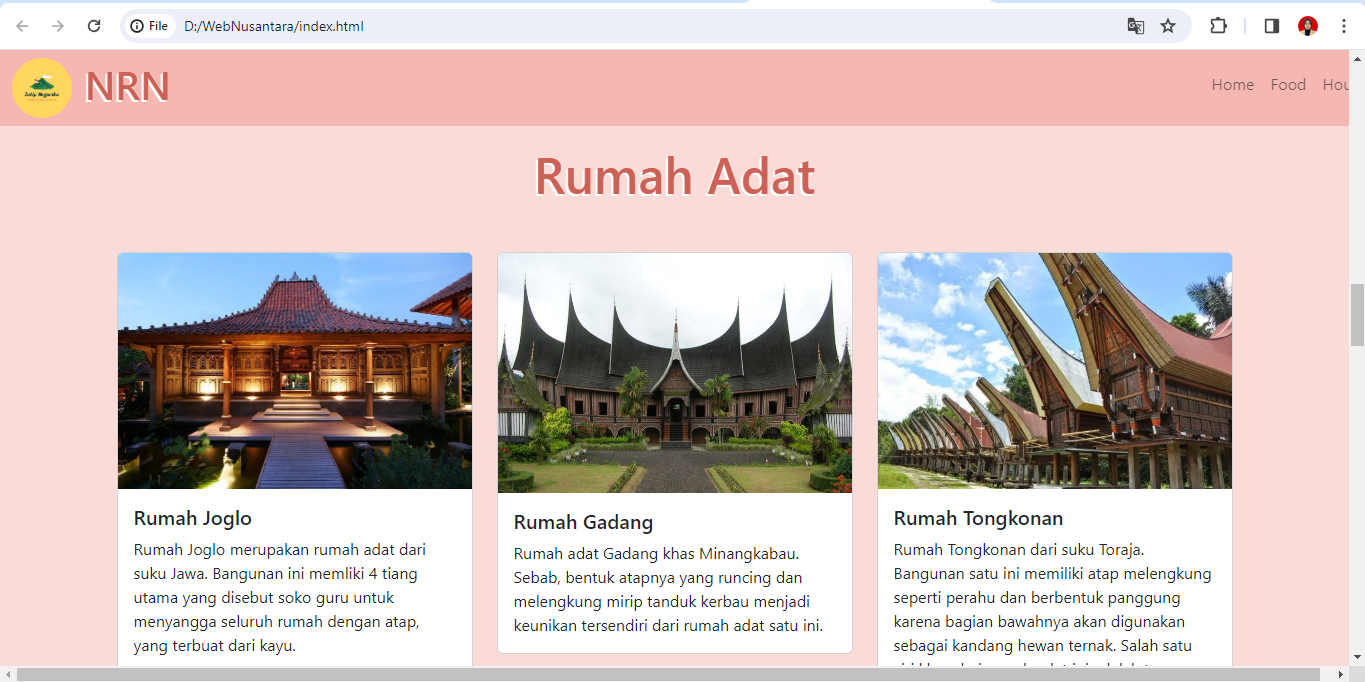 File
D:/WebNusantara/index.html
NRN
Home
Food
Hou
Rumah Adat
Rumah Joglo
Rumah Joglo merupakan rumah adat dari
suku Jawa. Bangunan ini memliki 4 tiang
utama yang disebut soko guru untuk
menyangga seluruh rumah dengan atap,
yang terbuat dari kayu.
Rumah Gadang
Rumah adat Gadang khas Minangkabau.
Sebab, bentuk atapnya yang runcing dan
melengkung mirip tanduk kerbau menjadi
keunikan tersendiri dari rumah adat satu ini.
Rumah Tongkonan
Rumah Tongkonan dari suku Toraja.
Bangunan satu ini memiliki atap melengkung
seperti perahu dan berbentuk panggung
karena bagian bawahnya akan digunakan
sebagai kandang hewan ternak. Salah satu